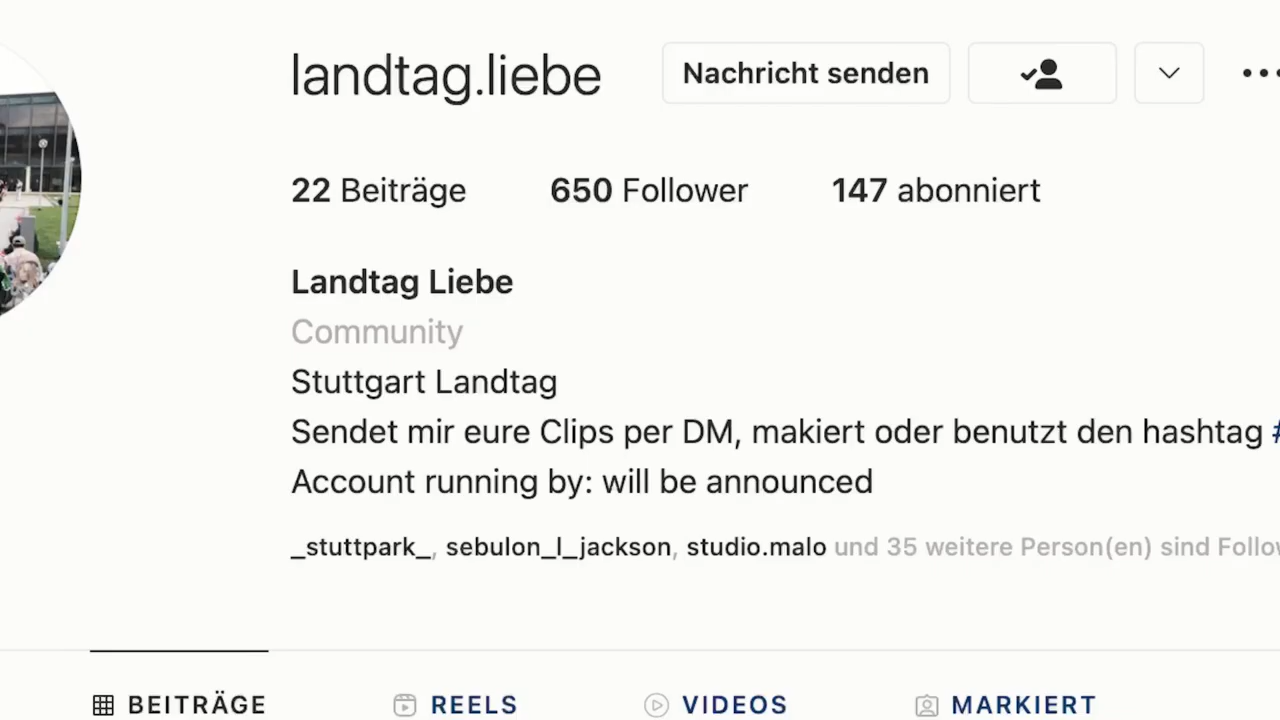 landtag.liebe Nachricht senden
22 Beiträge 650 Follower 147 abonniert
Landtag Liebe
Community
Stuttgart Landtag
Sendet mir eure Clips per DM, makiert oder benutzt den hashtag #
Account running by: will be announced
_stuttpark_, sebulon_l_jackson, studio.malo und 35 weitere Person(en) sind
BEITRÄGE REELS VIDEOS MARKIERT